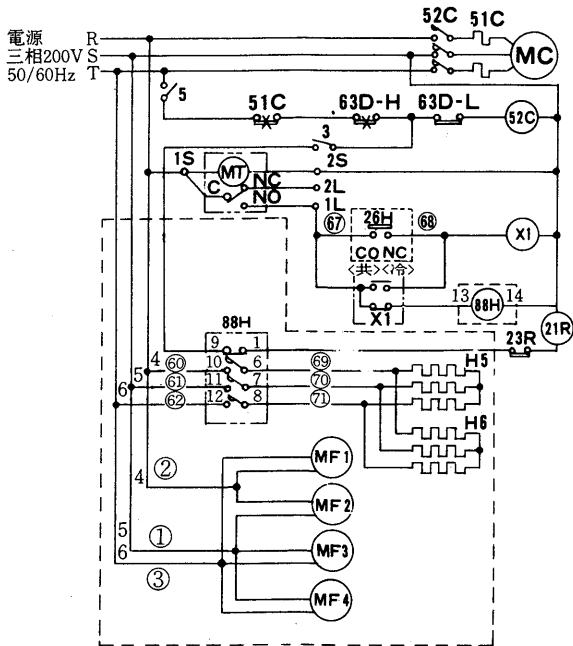 52C 51C
電源 R
三相200V S
50/60Hz T
MC
5
51C 63D-H 63D-L
52C
3
1S MT 2S
C NC 2L
NO 1L
67 26H 68
CO NC
<共> <冷>
X1
X1
13 88H 14
21R
88H
23R
9 1
4 60 10 6 69 H5
5 61 11 7 70
6 62 12 8 71
H6
MF1
4 ②
MF2
5 ①
MF3
6 ③
MF4